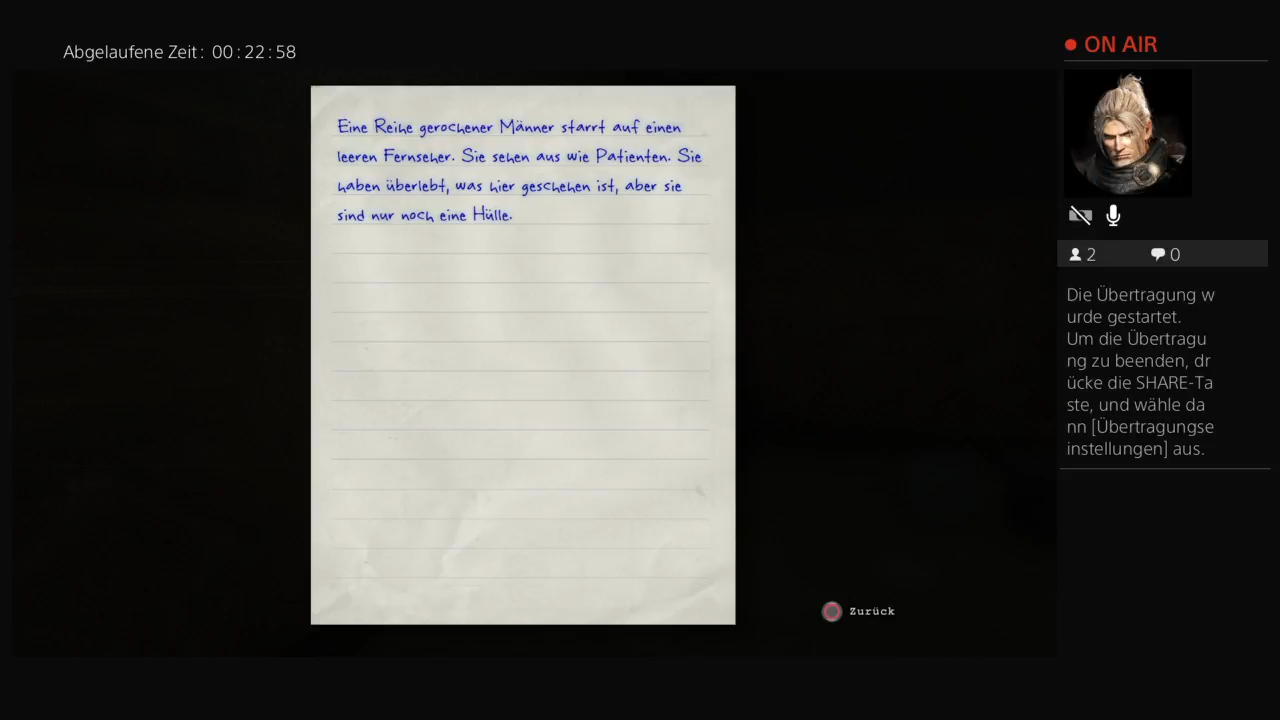 Abgelaufene Zeit: 00:22:58
ON AIR
Eine Reihe gerochener Männer starrt auf einen
leeren Fernseher. Sie sehen aus wie Patienten. Sie
haben überlebt, was hier geschehen ist, aber sie
sind nur noch eine Hülle.
2
0
Die Übertragung w
urde gestartet.
Um die Übertragu
ng zu beenden, dr
ücke die SHARE-Ta
ste, und wähle da
nn [Übertragungse
instellungen] aus.
Zurück